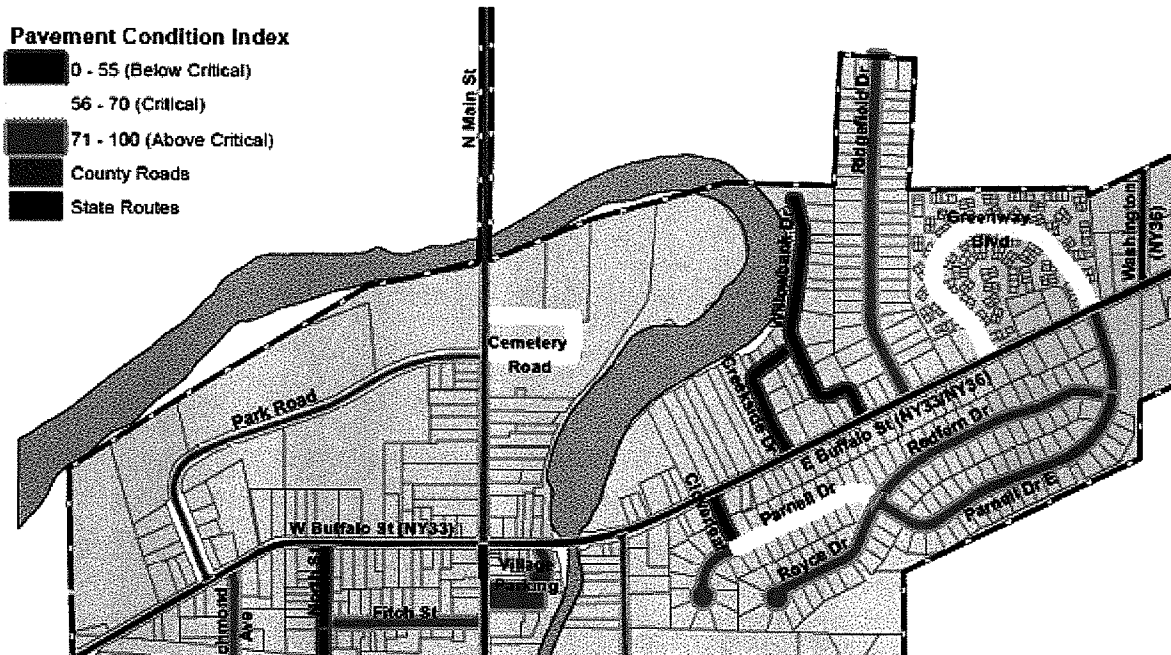 Pavement Condition Index
0 - 55 (Below Critical)
56 - 70 (Critical)
71 - 100 (Above Critical)
County Roads
State Routes
N Main St
Ridgefield Dr.
Willowbank Dr.
Greenway
Blvd.
Washington
(NY36)
Cemetery
Road
Creekside Dr
Park Road
E Buffalo St (NY33/NY36)
Redfern Dr.
Parnell Dr
Parnell Dr E
Royce Dr
W Buffalo St (NY33)
North St
Village
Parking
Fitch St
Ave